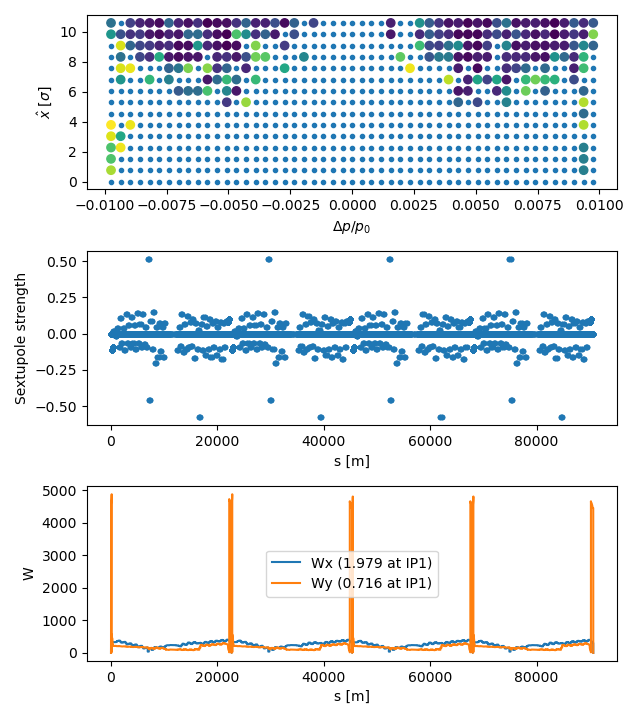 10
8
6
4
2
0
x̂ [σ]
−0.0100 −0.0075 −0.0050 −0.0025 0.0000 0.0025 0.0050 0.0075 0.0100
Δp/p₀
0.50
0.25
0.00
−0.25
−0.50
Sextupole strength
0 20000 40000 60000 80000
s [m]
5000
4000
3000
2000
1000
0
W
Wx (1.979 at IP1)
Wy (0.716 at IP1)
0 20000 40000 60000 80000
s [m]